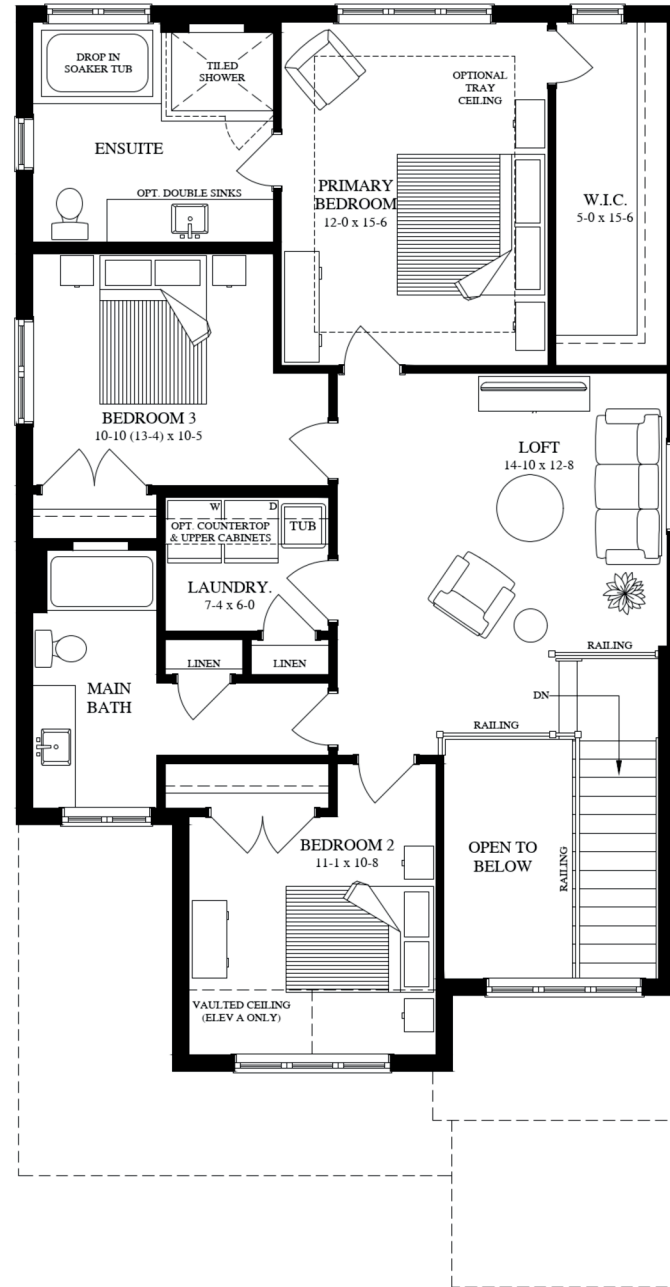 DROP IN
SOAKER TUB
TILED
SHOWER
OPTIONAL
TRAY
CEILING
ENSUITE
OPT. DOUBLE SINKS
PRIMARY
BEDROOM
12-0 x 15-6
W.I.C.
5-0 x 15-6
BEDROOM 3
10-10 (13-4) x 10-5
LOFT
14-10 x 12-8
W
D
OPT. COUNTERTOP
& UPPER CABINETS
TUB
LAUNDRY.
7-4 x 6-0
LINEN
LINEN
RAILING
MAIN
BATH
DN
RAILING
BEDROOM 2
11-1 x 10-8
OPEN TO
BELOW
RAILING
VAULTED CEILING
(ELEV A ONLY)